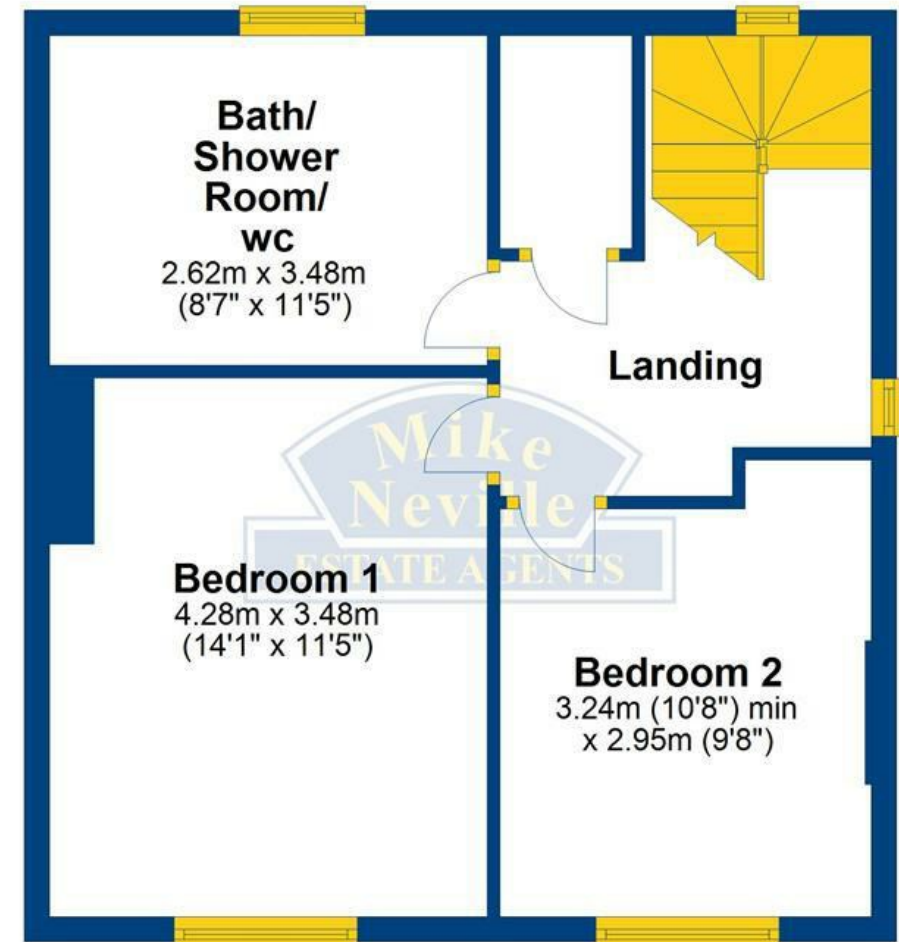 Bath/
Shower
Room/
wc
2.62m x 3.48m
(8'7" x 11'5")
Landing
Mike
Neville
ESTATE AGENTS
Bedroom 1
4.28m x 3.48m
(14'1" x 11'5")
Bedroom 2
3.24m (10'8") min
x 2.95m (9'8")